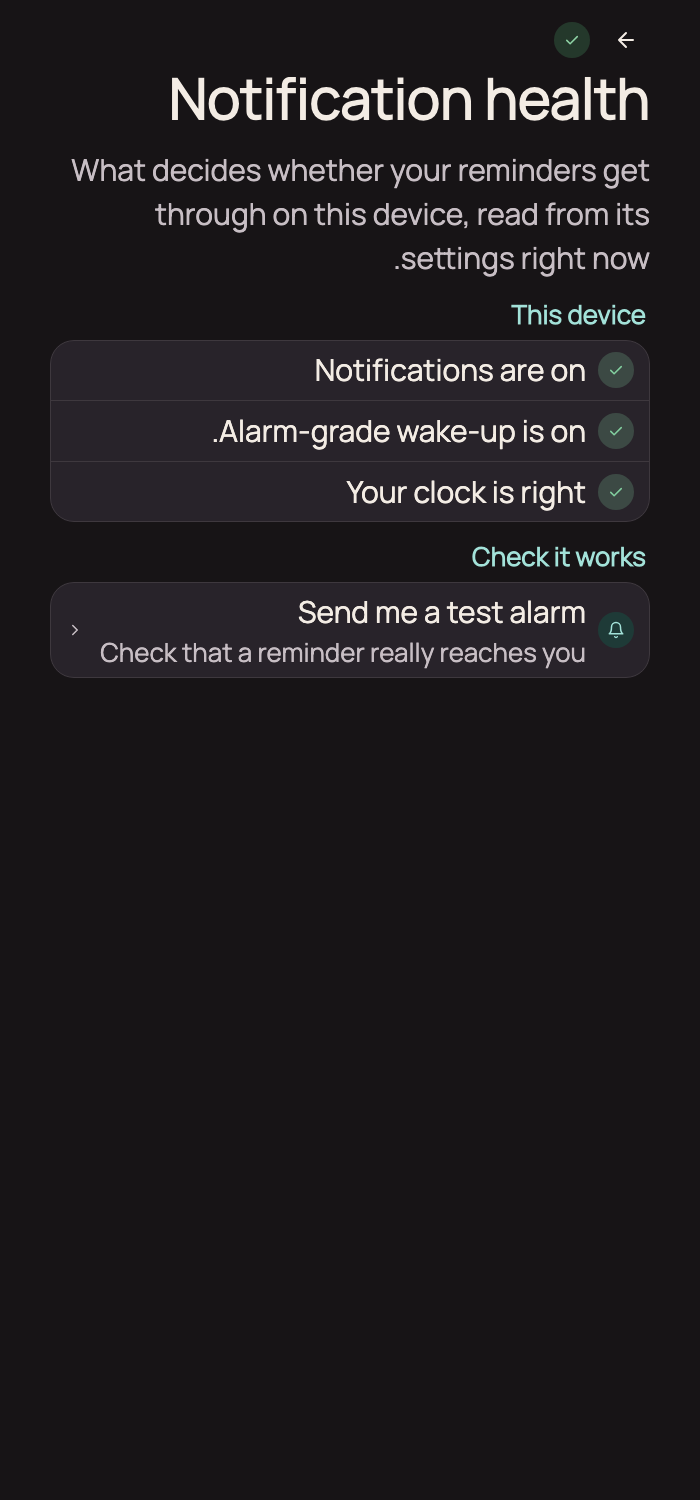 Notification health
What decides whether your reminders get
through on this device, read from its
settings right now.
This device
Notifications are on
Alarm-grade wake-up is on.
Your clock is right
Check it works
Send me a test alarm
Check that a reminder really reaches you